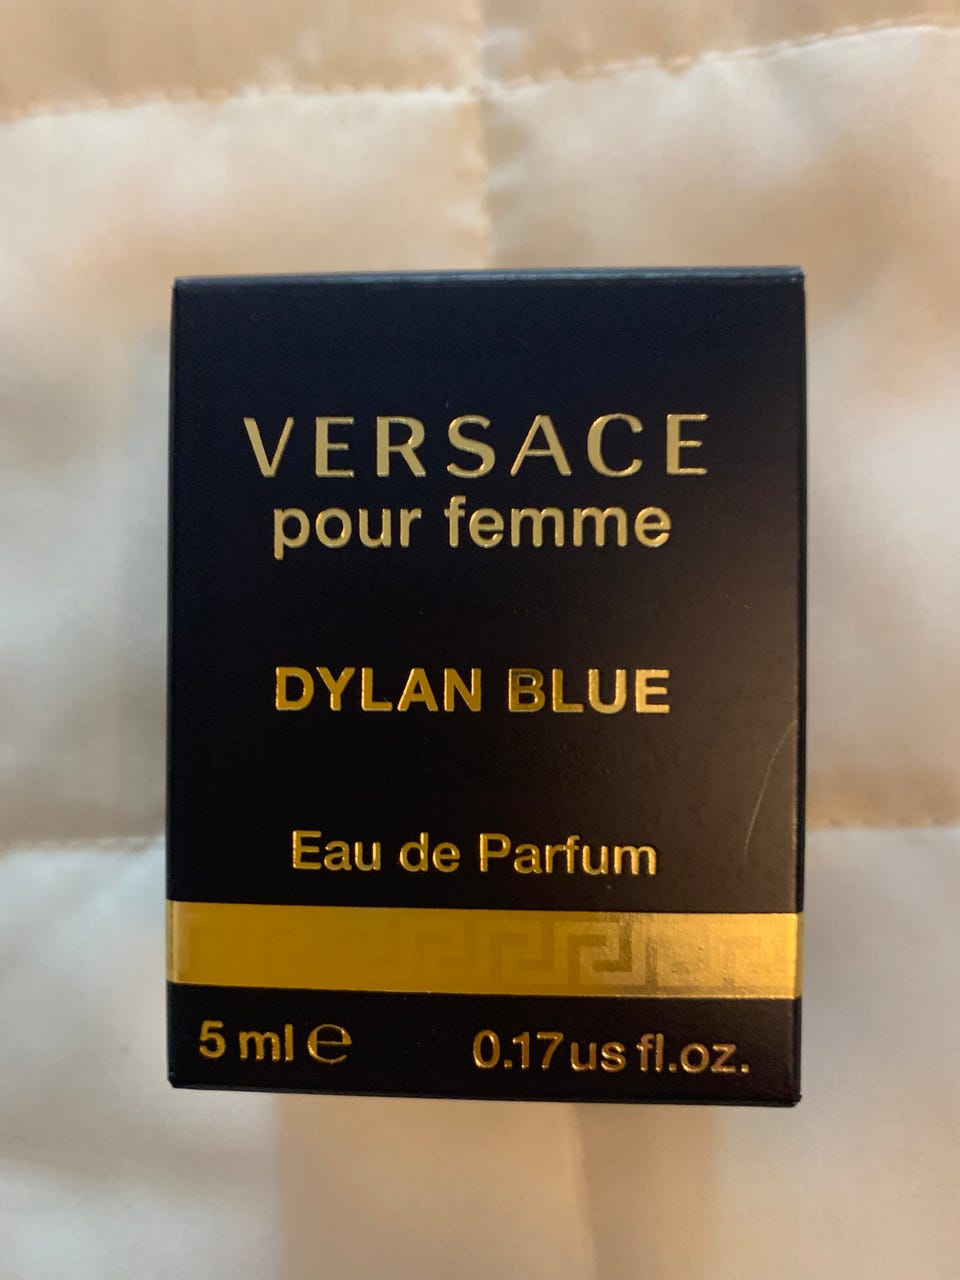 VERSACE
pour femme
DYLAN BLUE
Eau de Parfum
5 ml ℮ 0.17 us fl.oz.